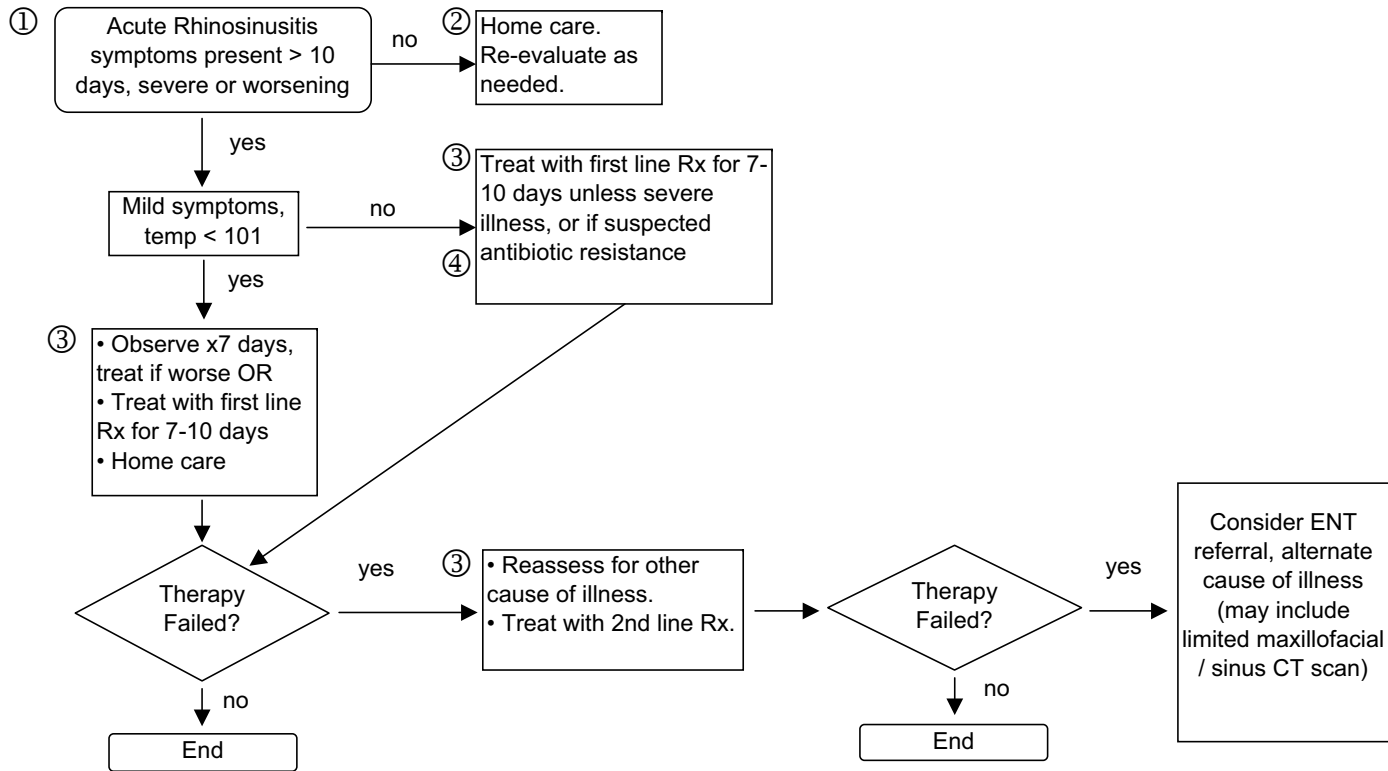 ①
Acute Rhinosinusitis
symptoms present > 10
days, severe or worsening
no
②
Home care.
Re-evaluate as
needed.
yes
Mild symptoms,
temp < 101
no
③
④
Treat with first line Rx for 7-
10 days unless severe
illness, or if suspected
antibiotic resistance
yes
③
• Observe x7 days,
treat if worse OR
• Treat with first line
Rx for 7-10 days
• Home care
Therapy
Failed?
yes
③
• Reassess for other
cause of illness.
• Treat with 2nd line Rx.
Therapy
Failed?
yes
Consider ENT
referral, alternate
cause of illness
(may include
limited maxillofacial
/ sinus CT scan)
no
End
no
End